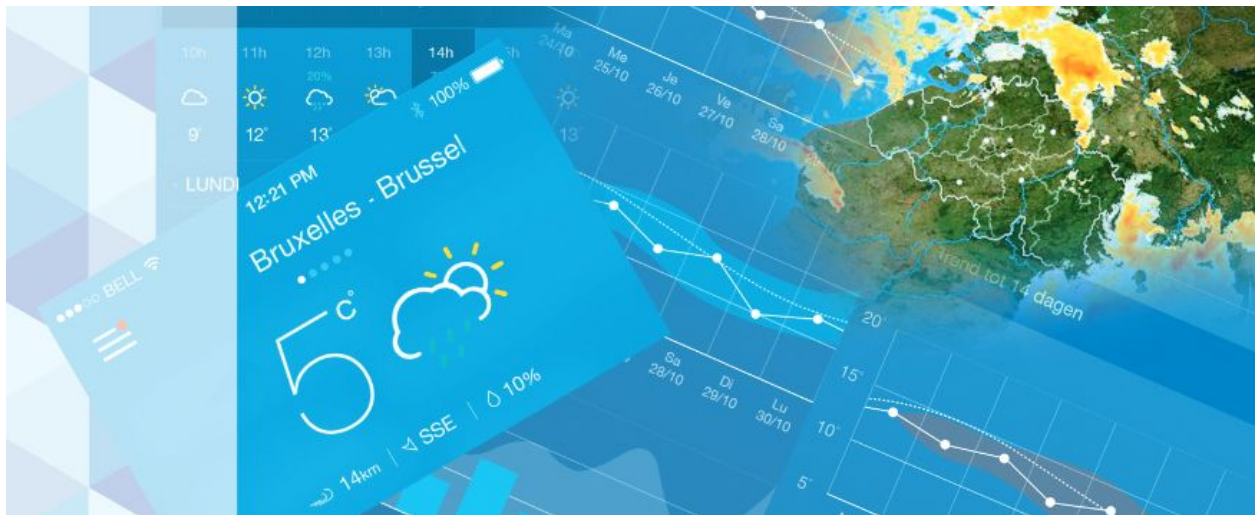 10h 11h 12h 13h 14h
20%
9° 12° 13° 13°
LUNDI
BELL 12:21 PM 100%
Bruxelles - Brussel
5°C
14km SSE 10%
Ma Me Je Ve Sa
24/10 25/10 26/10 27/10 28/10
Sa Di Lu
28/10 29/10 30/10
Trend tot 14 dagen
20°
15°
10°
5°